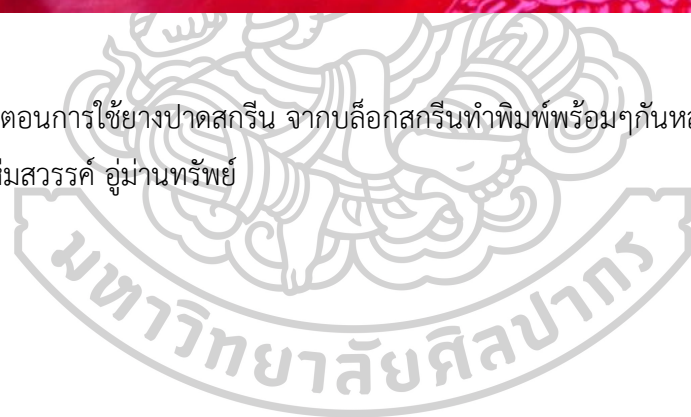 ตอนการใช้ยางปาดสกรีน จากบล็อกสกรีนทำพิมพ์พร้อมๆกัน
สวรรค์ อู่ม่านทรัพย์
มหาวิทยาลัยศิลปากร